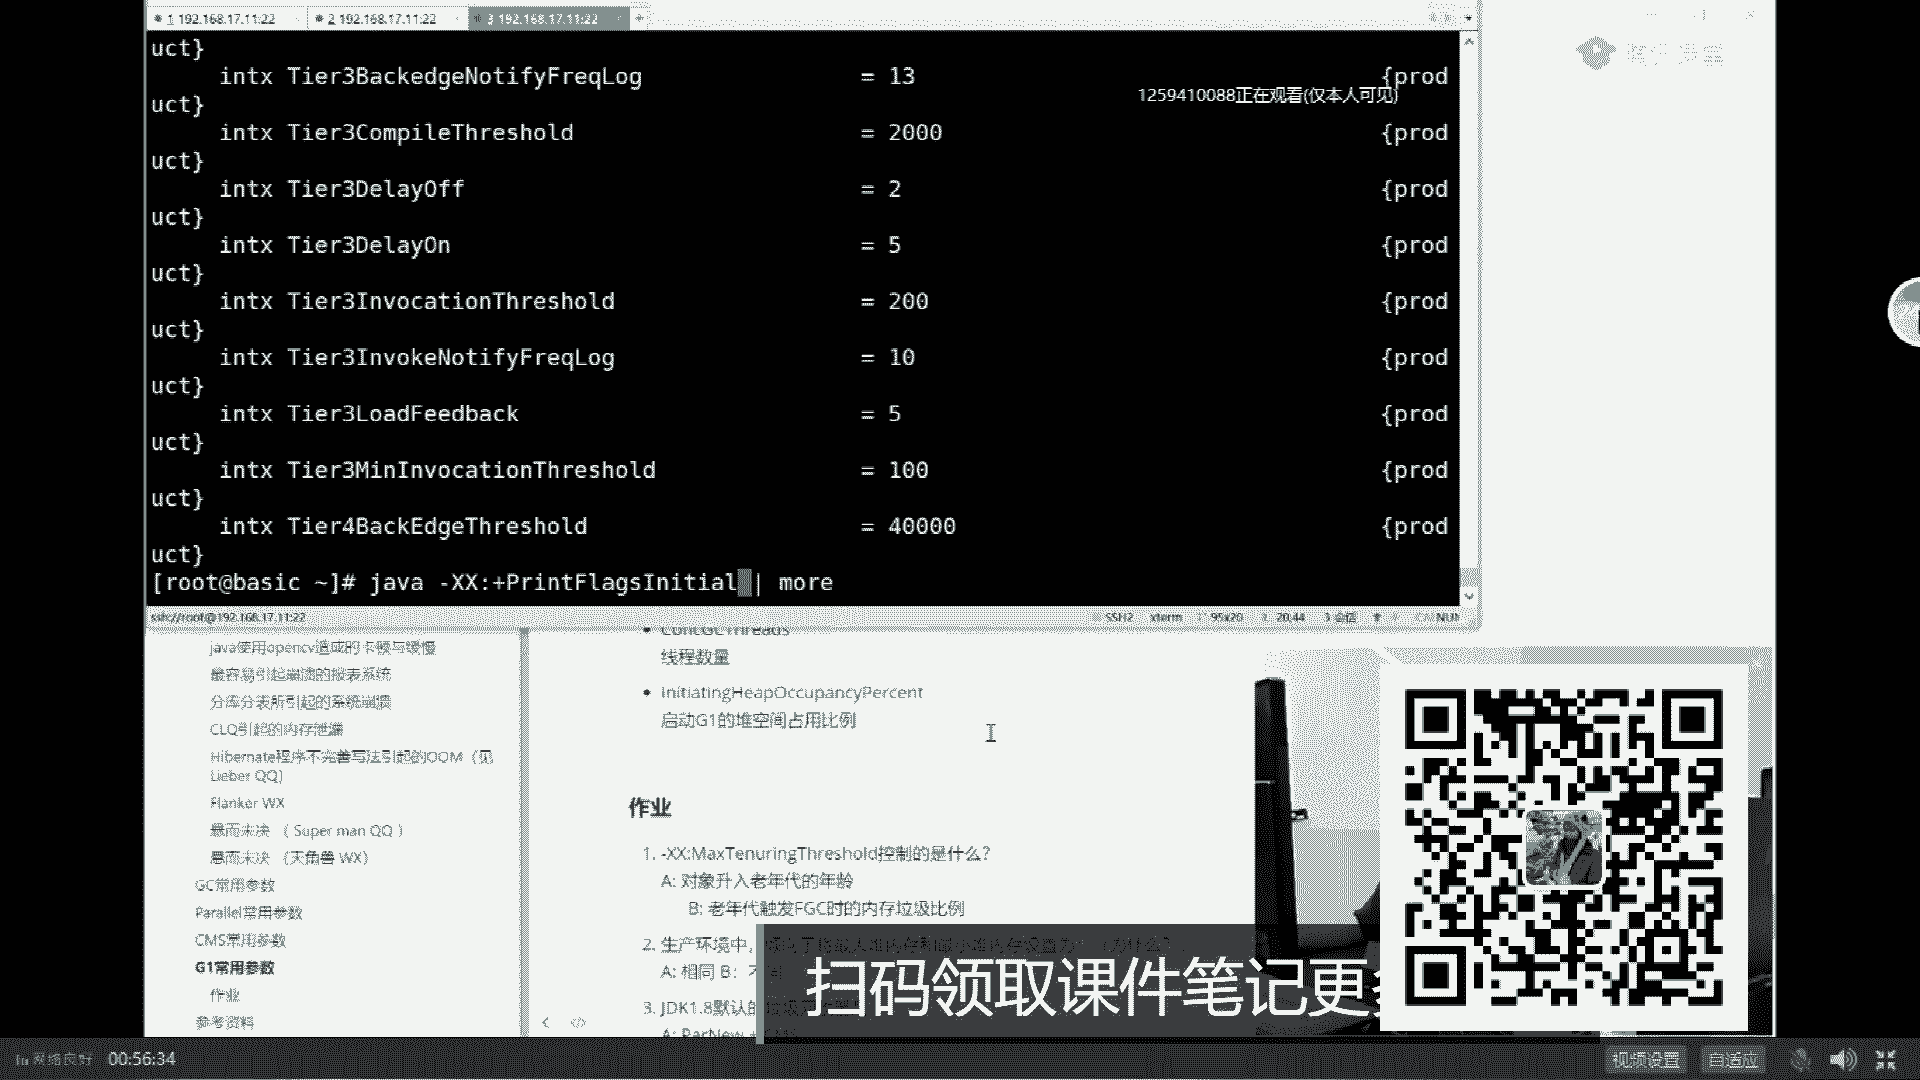 1 192.168.17.11:22
2 192.168.17.11:22
3 192.168.17.11:22
uct}
intx Tier3BackedgeNotifyFreqLog = 13 {prod
1259410088正在观看(仅本人可见)
uct}
intx Tier3CompileThreshold = 2000 {prod
uct}
intx Tier3DelayOff = 2 {prod
uct}
intx Tier3DelayOn = 5 {prod
uct}
intx Tier3InvocationThreshold = 200 {prod
uct}
intx Tier3InvokeNotifyFreqLog = 10 {prod
uct}
intx Tier3LoadFeedback = 5 {prod
uct}
intx Tier3MinInvocationThreshold = 100 {prod
uct}
intx Tier4BackEdgeThreshold = 40000 {prod
uct}
[root@basic ~]# java -XX:+PrintFlagsInitial | more
ssh://root@192.168.17.11:22
SSH2 xterm 95x20 20,44 3 会话 NUM
java使用opencv造成的卡顿与缓慢
最容易引起崩溃的报表系统
分库分表所引起的系统崩溃
CLQ引起的内存泄漏
Hibernate程序不完善写法引起的OOM（见
Lieber QQ）
Flanker WX
悬而未决 （ Super man QQ ）
悬而未决 （天角兽 WX）
GC常用参数
Parallel常用参数
CMS常用参数
G1常用参数
作业
参考资料
ConcGCThreads
线程数量
InitiatingHeapOccupancyPercent
启动G1的堆空间占用比例
作业
1. -XX:MaxTenuringThreshold控制的是什么?
A: 对象升入老年代的年龄
B: 老年代触发FGC时的内存垃圾比例
2. 生产环境中,
A: 相同 B: 不
3. JDK1.8默认的
A: ParNew +
扫码领取课件笔记更
网络良好 00:56:34
视频设置
自适应